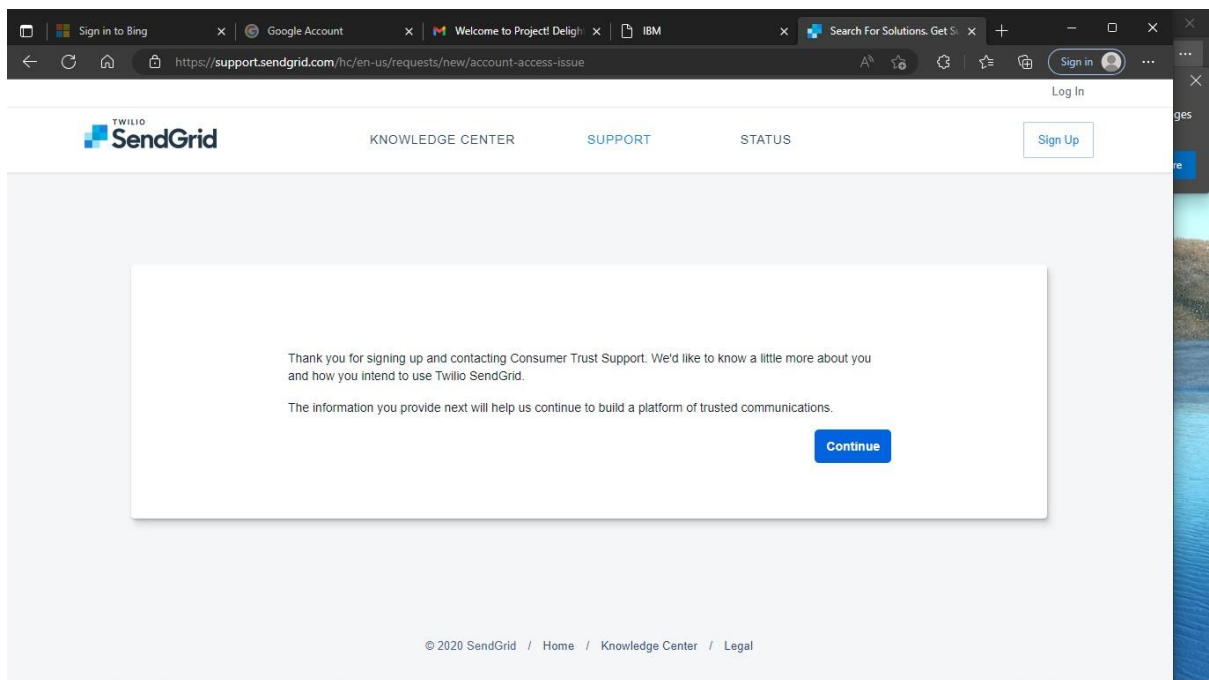 Sign in to Bing
Google Account
Welcome to Project! Deligh
IBM
Search For Solutions. Get Su
https://support.sendgrid.com/hc/en-us/requests/new/account-access-issue
Sign in
Log In
ges
TWILIO
SendGrid
KNOWLEDGE CENTER
SUPPORT
STATUS
Sign Up
re
Thank you for signing up and contacting Consumer Trust Support. We'd like to know a little more about you
and how you intend to use Twilio SendGrid.
The information you provide next will help us continue to build a platform of trusted communications.
Continue
© 2020 SendGrid / Home / Knowledge Center / Legal